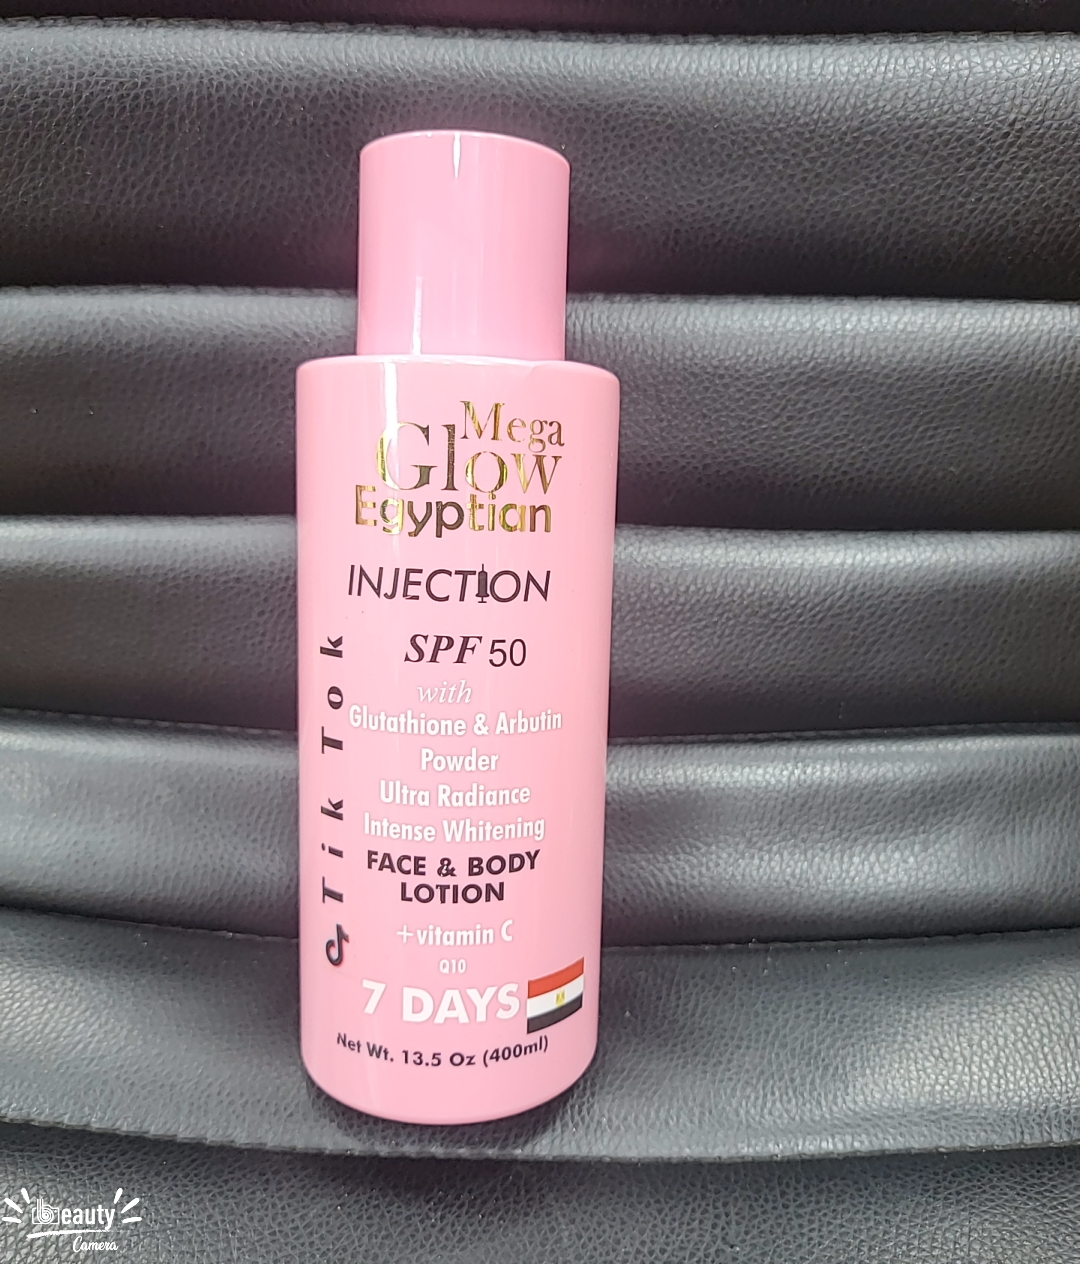 Mega
Glow
Egyptian
INJECTION
SPF 50
with
Glutathione & Arbutin
Powder
Ultra Radiance
Intense Whitening
FACE & BODY
LOTION
+vitamin C
Q10
7 DAYS
Net Wt. 13.5 Oz (400ml)
Tik Tok
beauty
Camera